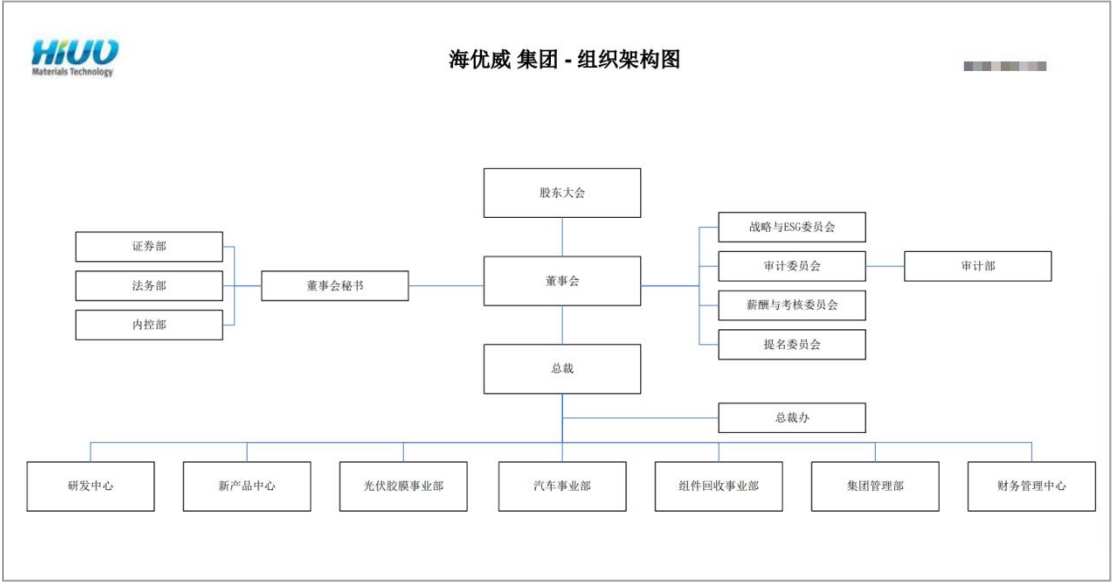 HIUV
Materials Technology
海优威 集团 - 组织架构图
股东大会
战略与ESG委员会
证券部
审计委员会
审计部
法务部
董事会秘书
董事会
薪酬与考核委员会
内控部
提名委员会
总裁
总裁办
研发中心
新产品中心
光伏胶膜事业部
汽车事业部
组件回收事业部
集团管理部
财务管理中心